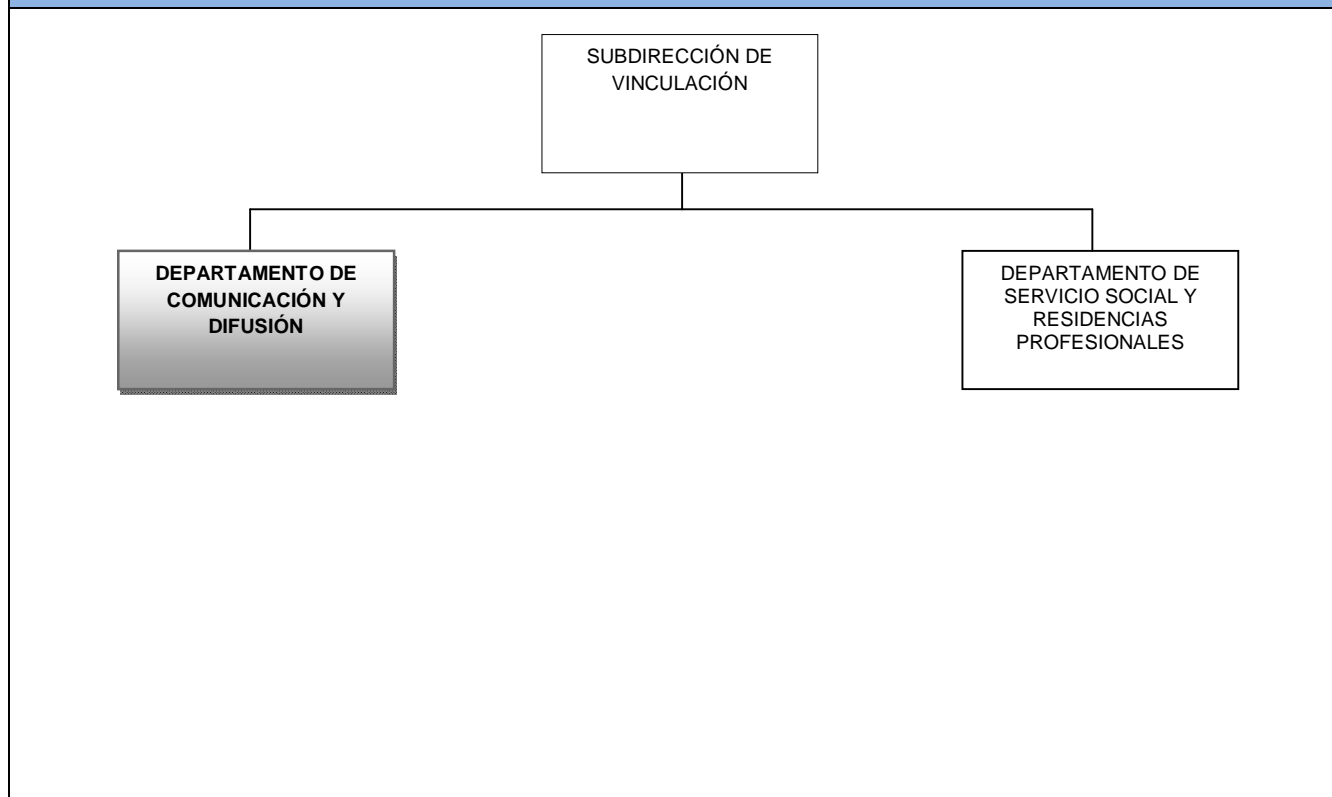 SUBDIRECCIÓN DE
VINCULACIÓN
DEPARTAMENTO DE
COMUNICACIÓN Y
DIFUSIÓN
DEPARTAMENTO DE
SERVICIO SOCIAL Y
RESIDENCIAS
PROFESIONALES